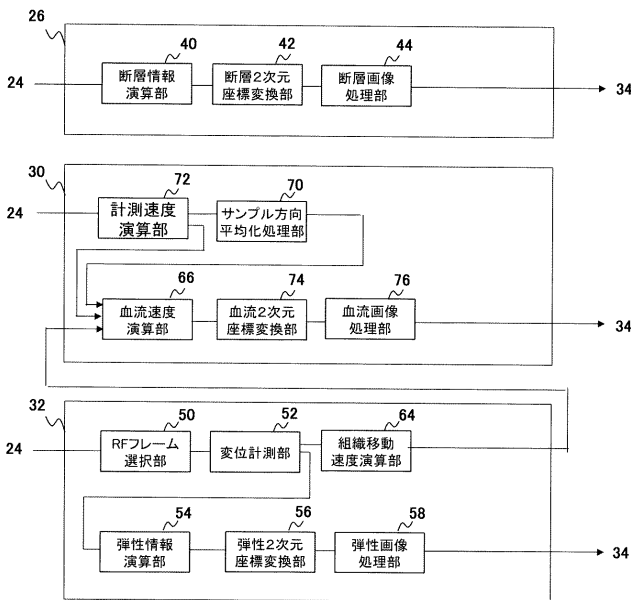 26
40
42
44
24
断層情報
演算部
断層2次元
座標変換部
断層画像
処理部
34
30
72
70
24
計測速度
演算部
サンプル方向
平均化処理部
66
74
76
血流速度
演算部
血流2次元
座標変換部
血流画像
処理部
34
32
50
52
64
24
RFフレーム
選択部
変位計測部
組織移動
速度演算部
54
56
58
弾性情報
演算部
弾性2次元
座標変換部
弾性画像
処理部
34